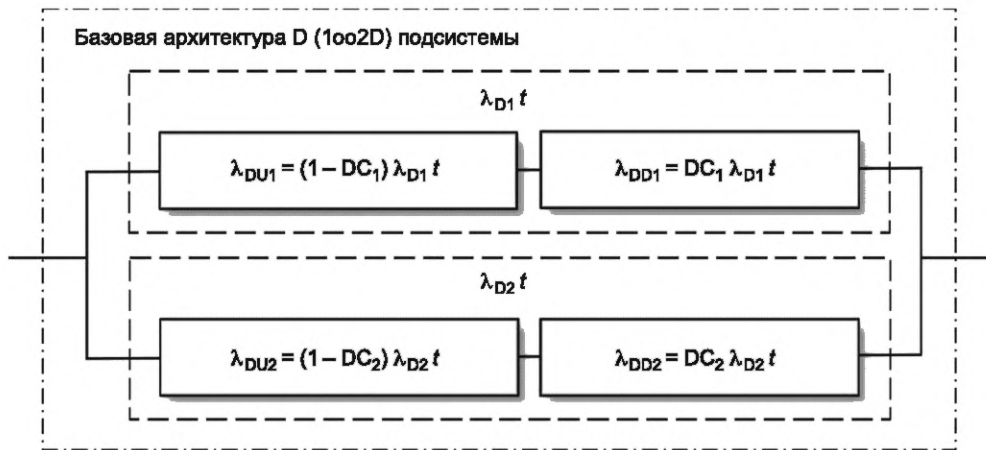 Базовая архитектура D (1oo2D) подсистемы
λD1 t
λDU1 = (1 – DC1) λD1 t
λDD1 = DC1 λD1 t
λD2 t
λDU2 = (1 – DC2) λD2 t
λDD2 = DC2 λD2 t